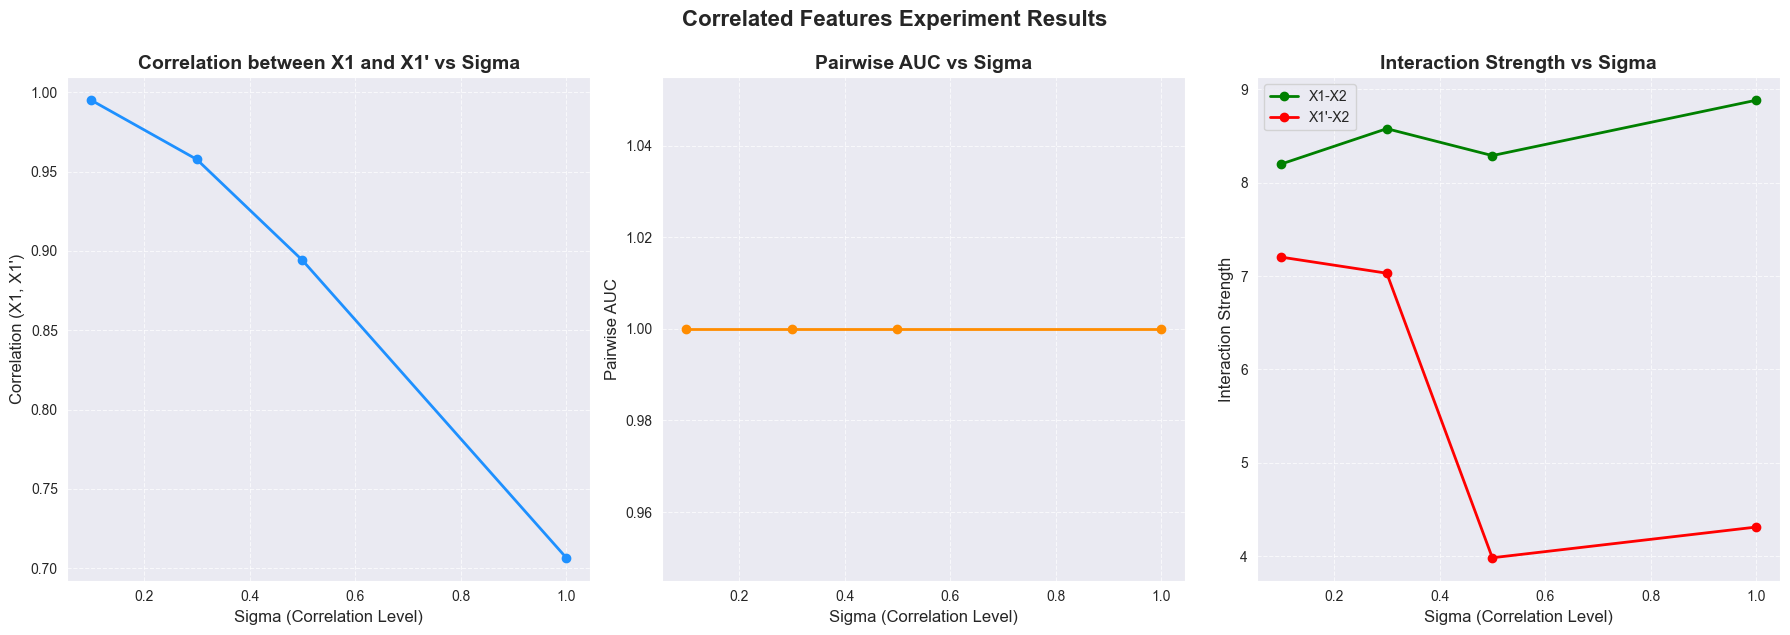 Correlated Features Experiment Results
Correlation between X1 and X1' vs Sigma
Correlation (X1, X1')
1.00
0.95
0.90
0.85
0.80
0.75
0.70
0.2 0.4 0.6 0.8 1.0
Sigma (Correlation Level)
Pairwise AUC vs Sigma
Pairwise AUC
1.04
1.02
1.00
0.98
0.96
0.2 0.4 0.6 0.8 1.0
Sigma (Correlation Level)
Interaction Strength vs Sigma
X1-X2
X1'-X2
Interaction Strength
9
8
7
6
5
4
0.2 0.4 0.6 0.8 1.0
Sigma (Correlation Level)